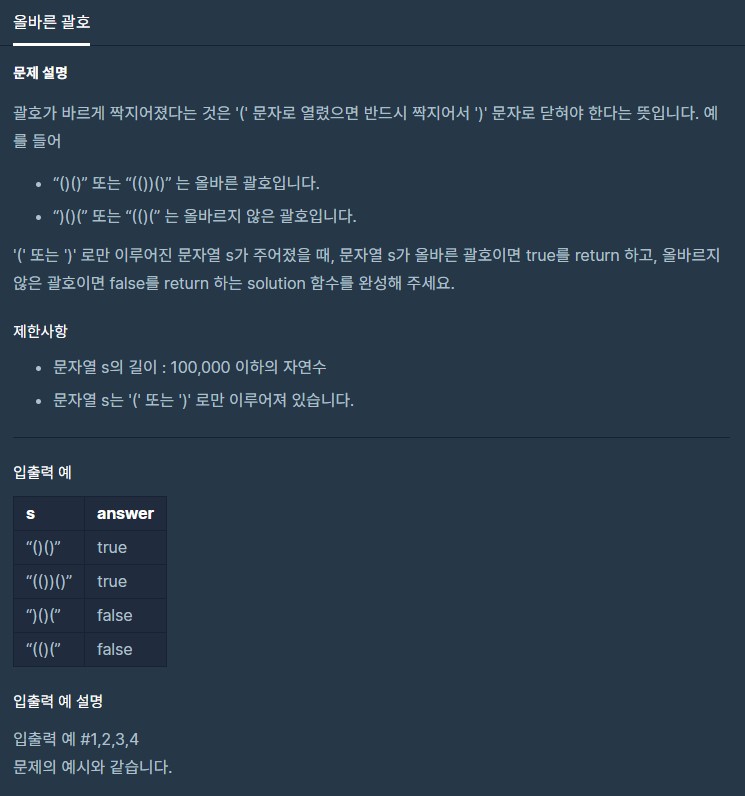 올바른 괄호
문제 설명
괄호가 바르게 짝지어졌다는 것은 '(' 문자로 열렸으면 반드시 짝지어서 ')' 문자로 닫혀야 한다는 뜻입니다. 예
를 들어
• “()()” 또는 “(())()” 는 올바른 괄호입니다.
• “)()(” 또는 “(()(” 는 올바르지 않은 괄호입니다.
'(' 또는 ')' 로만 이루어진 문자열 s가 주어졌을 때, 문자열 s가 올바른 괄호이면 true를 return 하고, 올바르지
않은 괄호이면 false를 return 하는 solution 함수를 완성해 주세요.
제한사항
• 문자열 s의 길이 : 100,000 이하의 자연수
• 문자열 s는 '(' 또는 ')' 로만 이루어져 있습니다.
입출력 예
s answer
“()()” true
“(())()” true
“)()(” false
“(()(” false
입출력 예 설명
입출력 예 #1,2,3,4
문제의 예시와 같습니다.